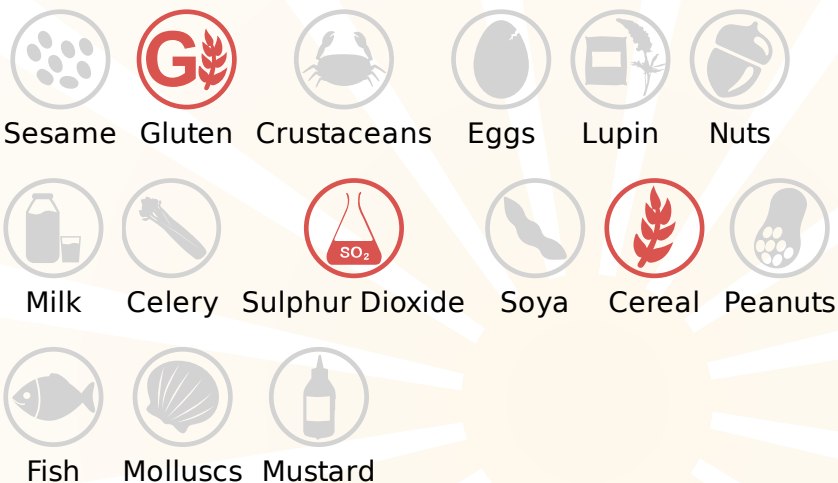 G
Sesame Gluten Crustaceans Eggs Lupin Nuts
SO₂
Milk Celery Sulphur Dioxide Soya Cereal Peanuts
Fish Molluscs Mustard